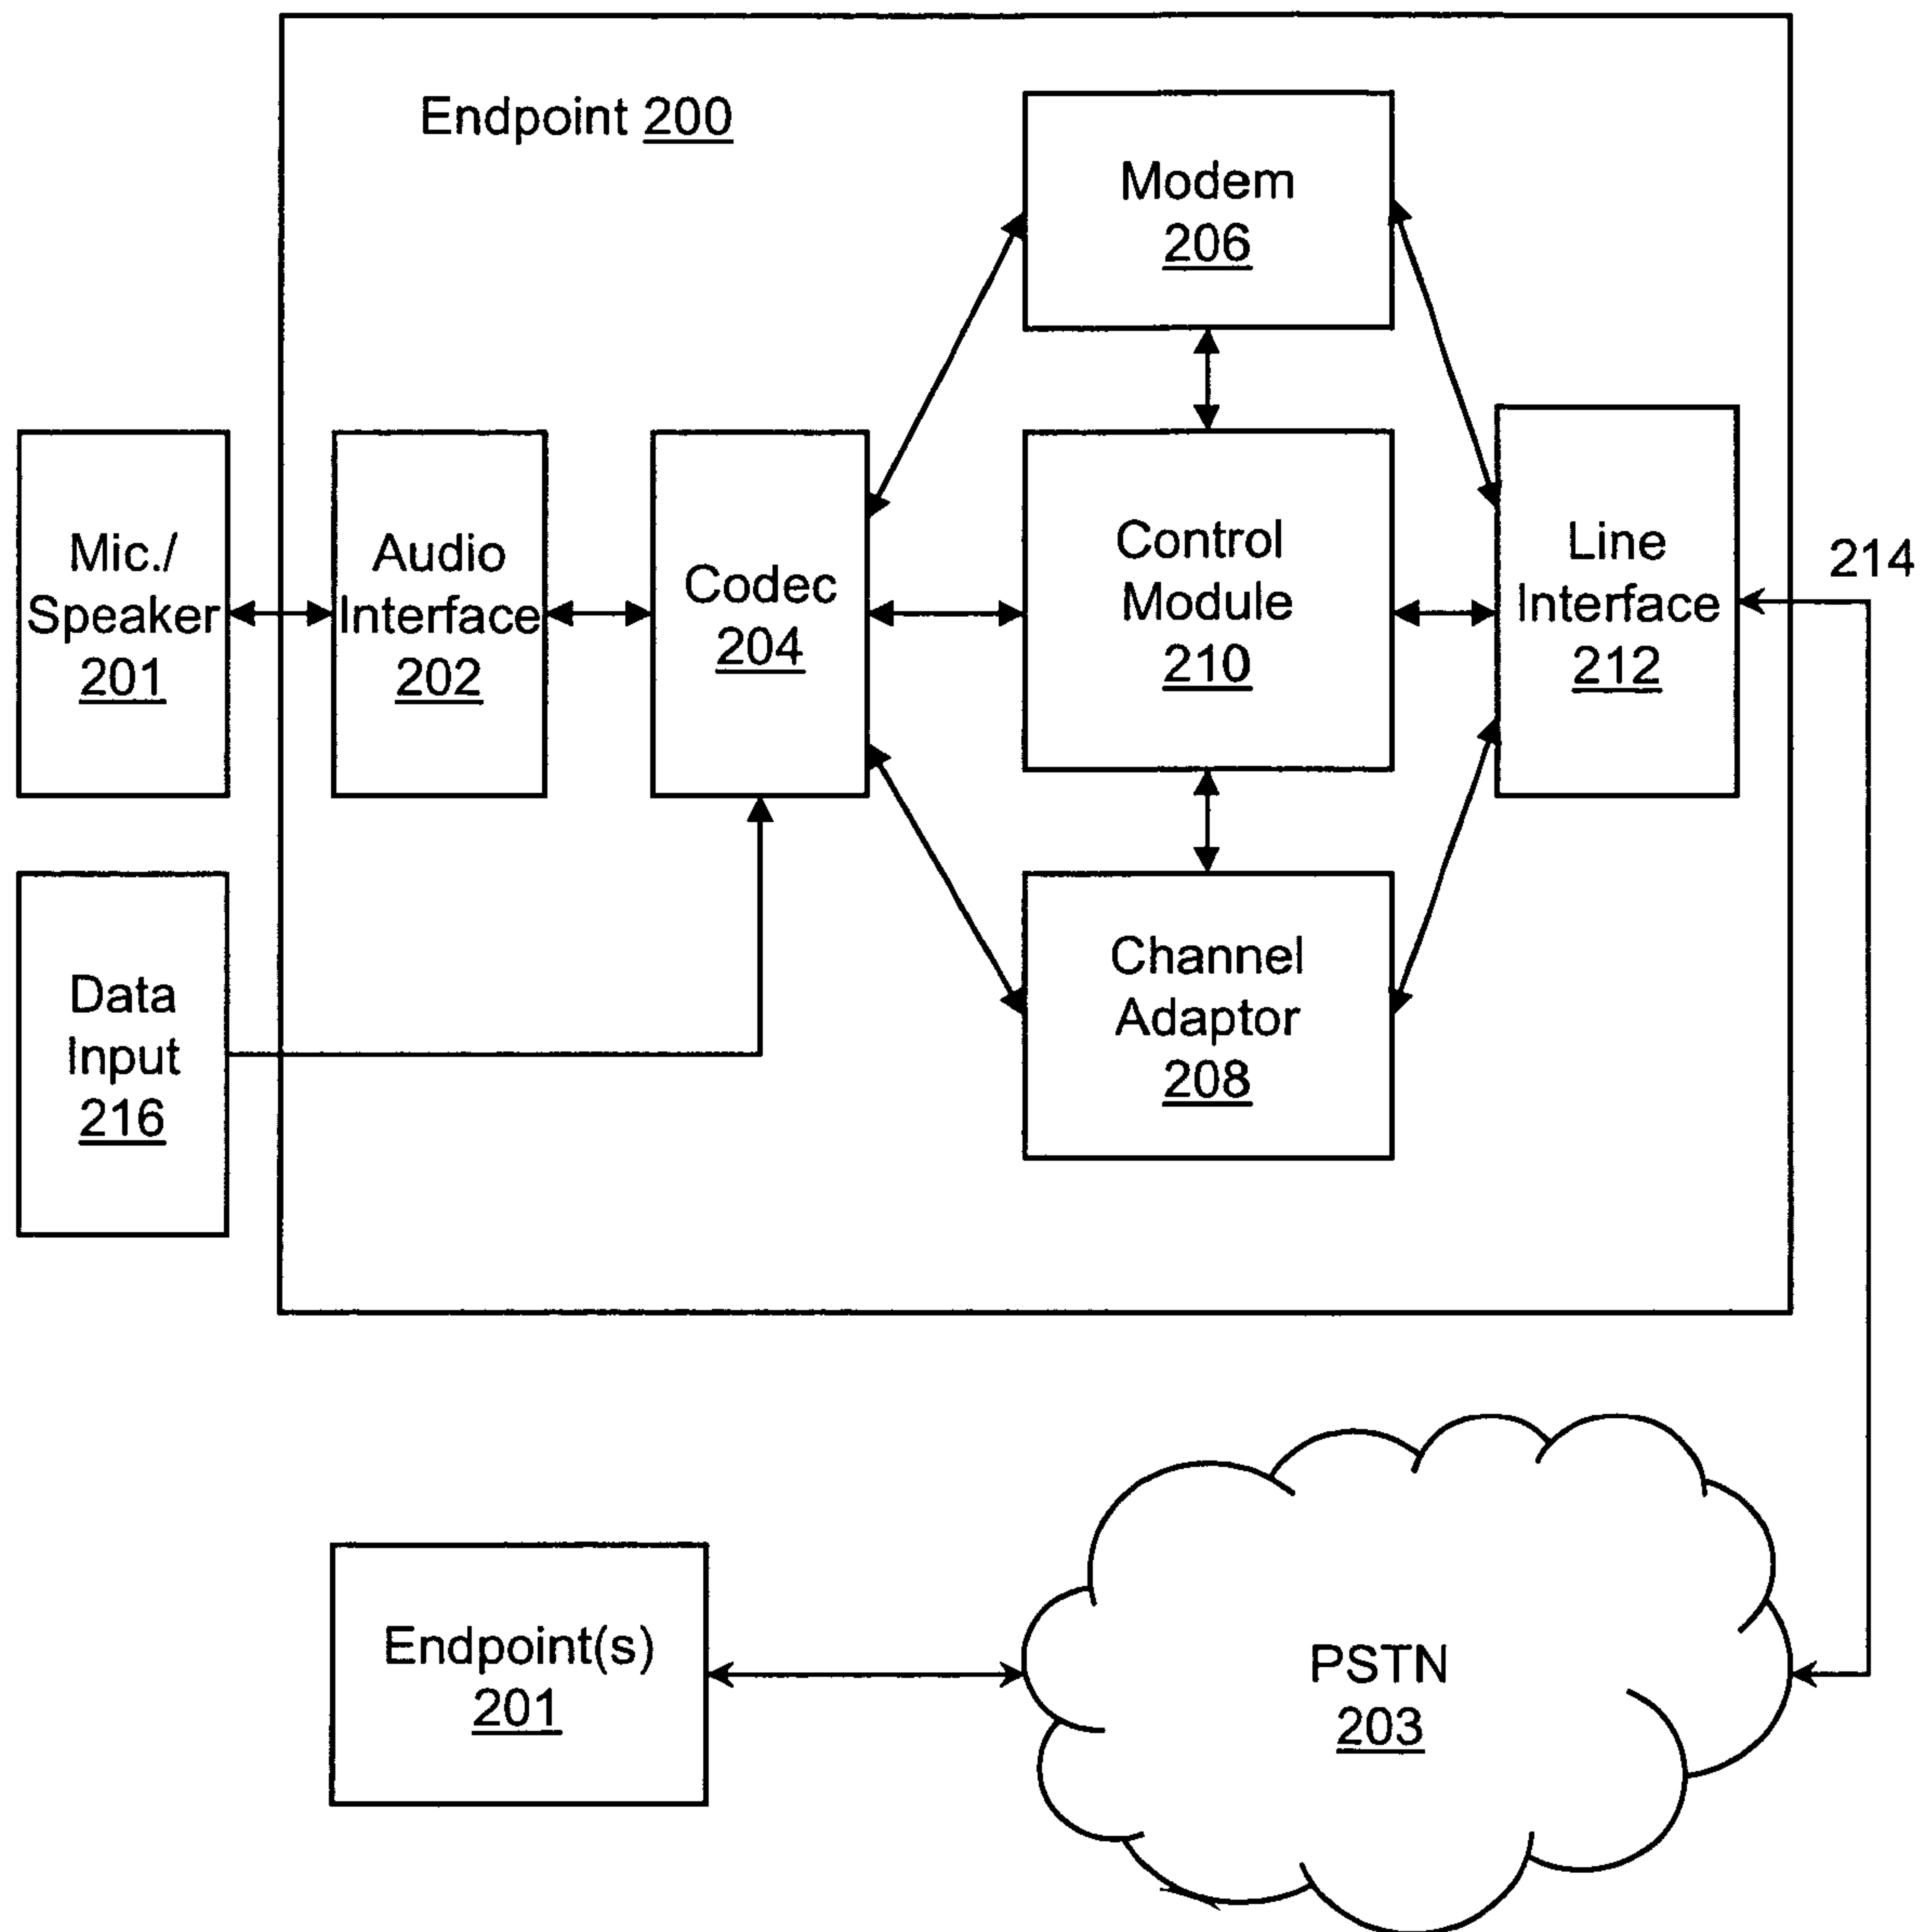 Endpoint 200
Modem
206
Mic./
Speaker
201
Audio
Interface
202
Codec
204
Control
Module
210
Line
Interface
212
214
Data
Input
216
Channel
Adaptor
208
Endpoint(s)
201
PSTN
203